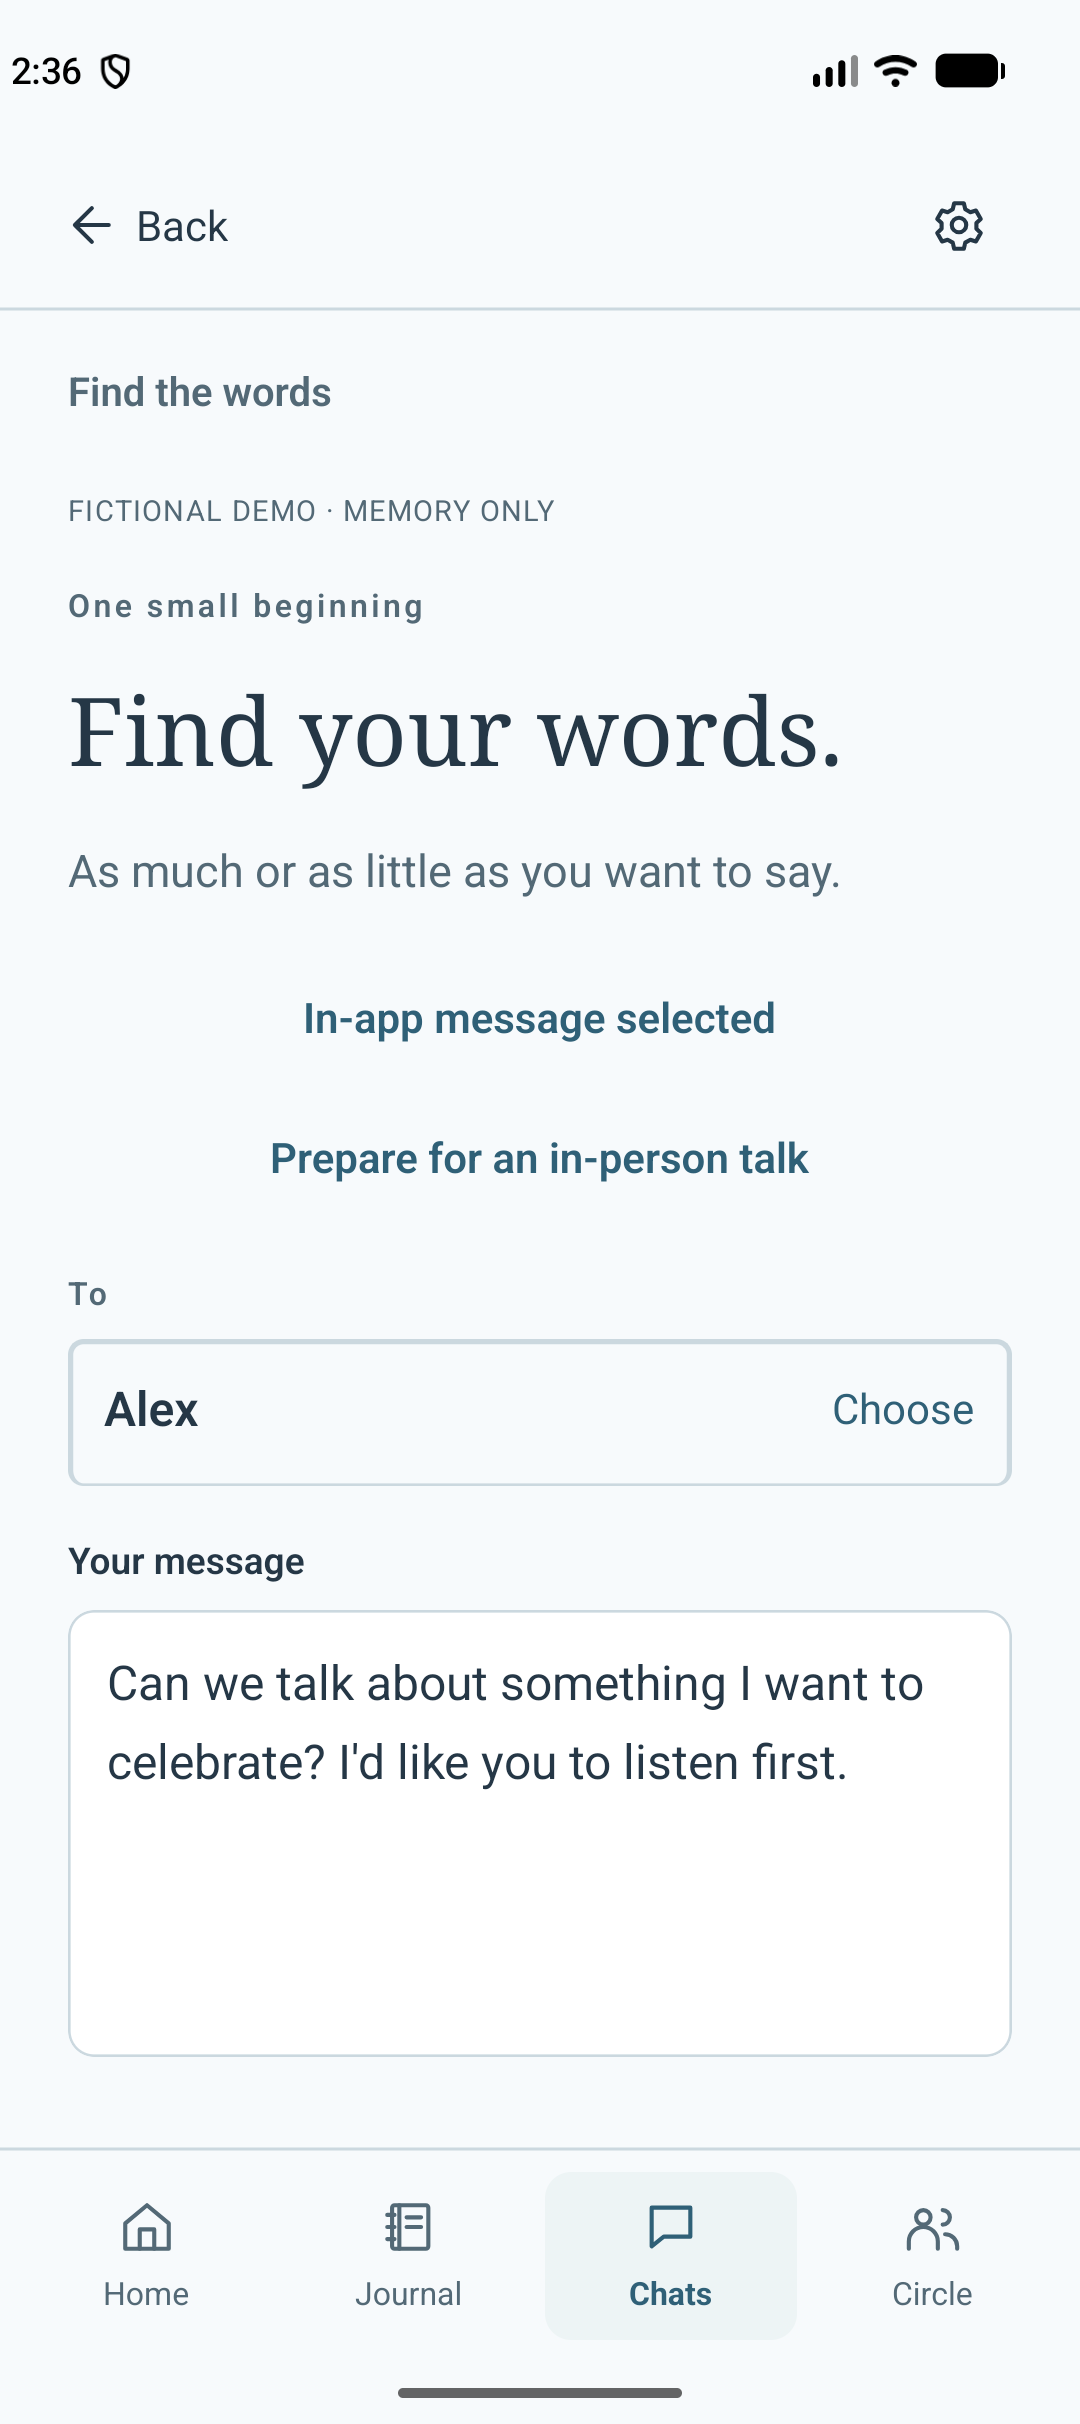 2:36
Back
Find the words
FICTIONAL DEMO · MEMORY ONLY
One small beginning
Find your words.
As much or as little as you want to say.
In-app message selected
Prepare for an in-person talk
To
Alex Choose
Your message
Can we talk about something I want to
celebrate? I'd like you to listen first.
Home Journal Chats Circle